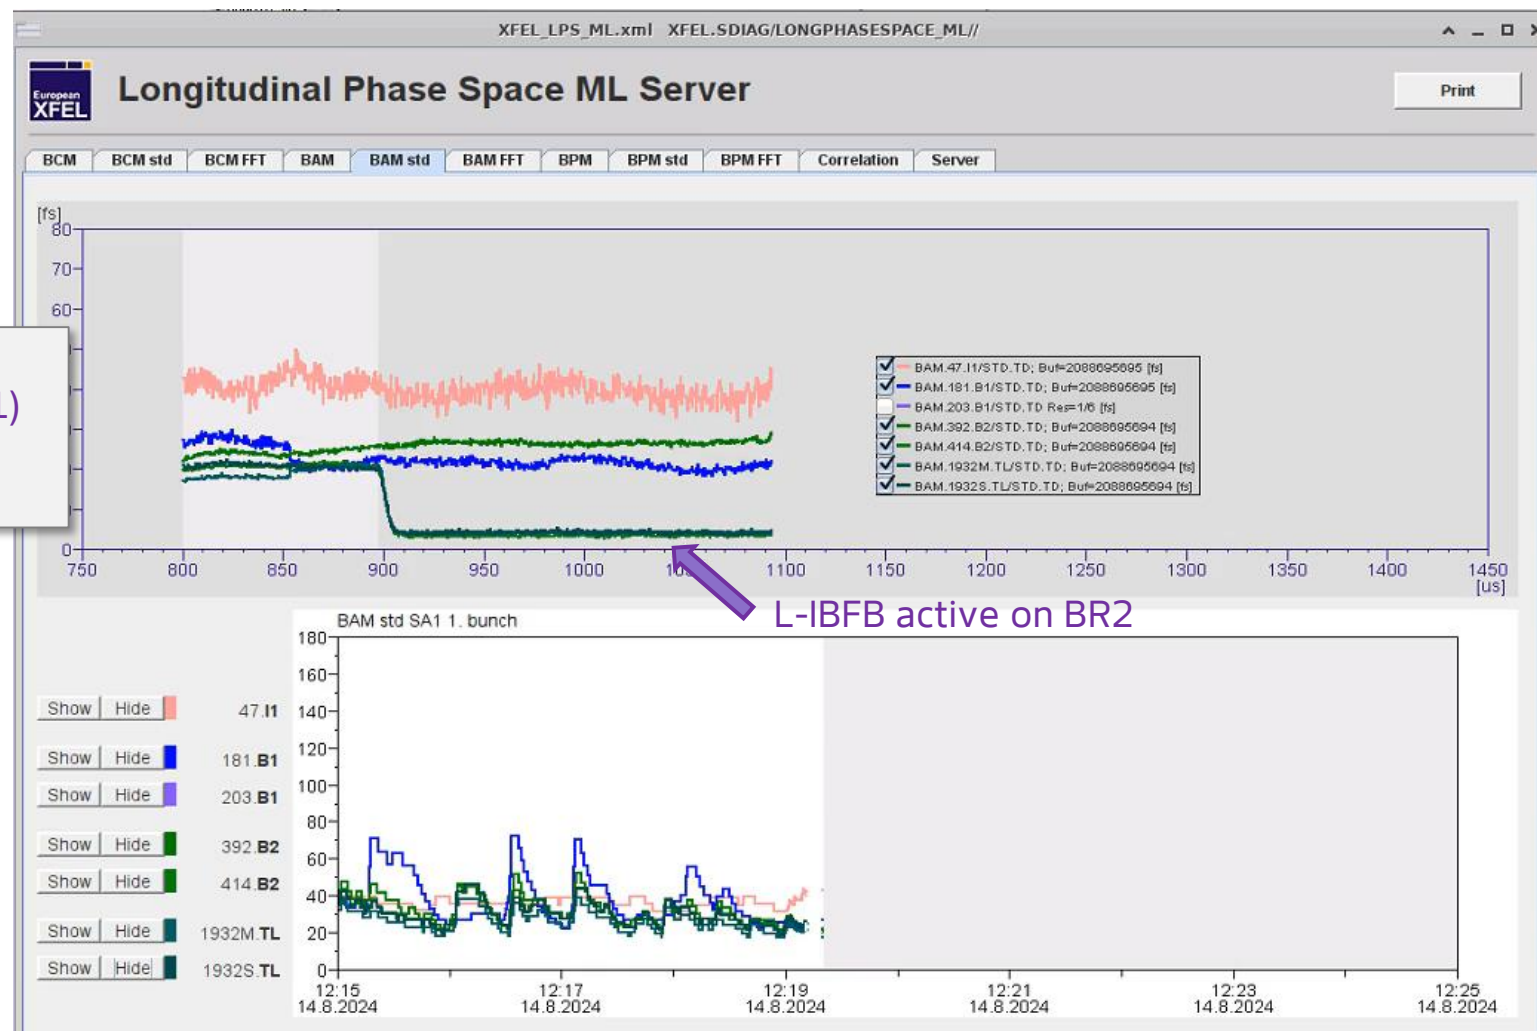 XFEL_LPS_ML.xml XFEL.SDIAG/LONGPHASESPACE_ML//
European
XFEL
Longitudinal Phase Space ML Server
Print
BCM BCM std BCM FFT BAM BAM std BAM FFT BPM BPM std BPM FFT Correlation Server
[fs]
80
70
60
L)
0
BAM.47.I1/STD.TD; Buf=2088695695 [fs]
BAM.181.B1/STD.TD; Buf=2088695695 [fs]
BAM.203.B1/STD.TD Res=1/6 [fs]
BAM.392.B2/STD.TD; Buf=2088695694 [fs]
BAM.414.B2/STD.TD; Buf=2088695694 [fs]
BAM.1932M.TL/STD.TD; Buf=2088695694 [fs]
BAM.1932S.TL/STD.TD; Buf=2088695694 [fs]
750 800 850 900 950 1000 1100 1150 1200 1250 1300 1350 1400 1450
[us]
L-IBFB active on BR2
BAM std SA1 1. bunch
180
160
Show Hide 47.I1 140
120
Show Hide 181.B1
100
Show Hide 203.B1
80
Show Hide 392.B2
60
Show Hide 414.B2
40
Show Hide 1932M.TL
20
Show Hide 1932S.TL
0
12:15 12:17 12:19 12:21 12:23 12:25
14.8.2024 14.8.2024 14.8.2024 14.8.2024 14.8.2024 14.8.2024